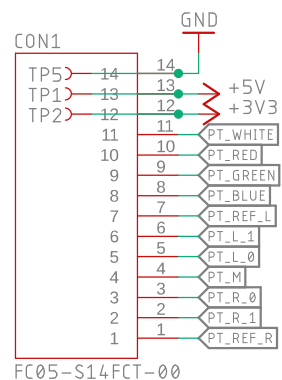 GND
CON1
TP5 14 14
TP1 13 13 +5V
TP2 12 12 +3V3
11 11 PT_WHITE
10 10 PT_RED
9 9 PT_GREEN
8 8 PT_BLUE
7 7 PT_REF_L
6 6 PT_L_1
5 5 PT_L_0
4 4 PT_M
3 3 PT_R_0
2 2 PT_R_1
1 1 PT_REF_R
FC05-S14FCT-00